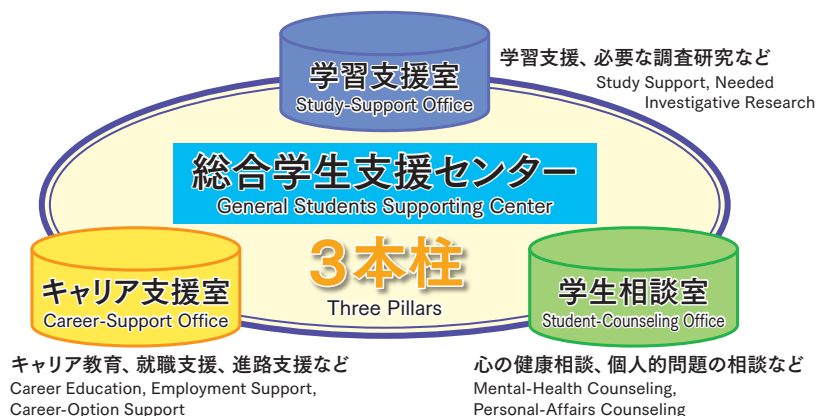 学習支援室
Study-Support Office
学習支援、必要な調査研究など
Study Support, Needed
Investigative Research
総合学生支援センター
General Students Supporting Center
3本柱
Three Pillars
キャリア支援室
Career-Support Office
キャリア教育、就職支援、進路支援など
Career Education, Employment Support,
Career-Option Support
学生相談室
Student-Counseling Office
心の健康相談、個人的問題の相談など
Mental-Health Counseling,
Personal-Affairs Counseling